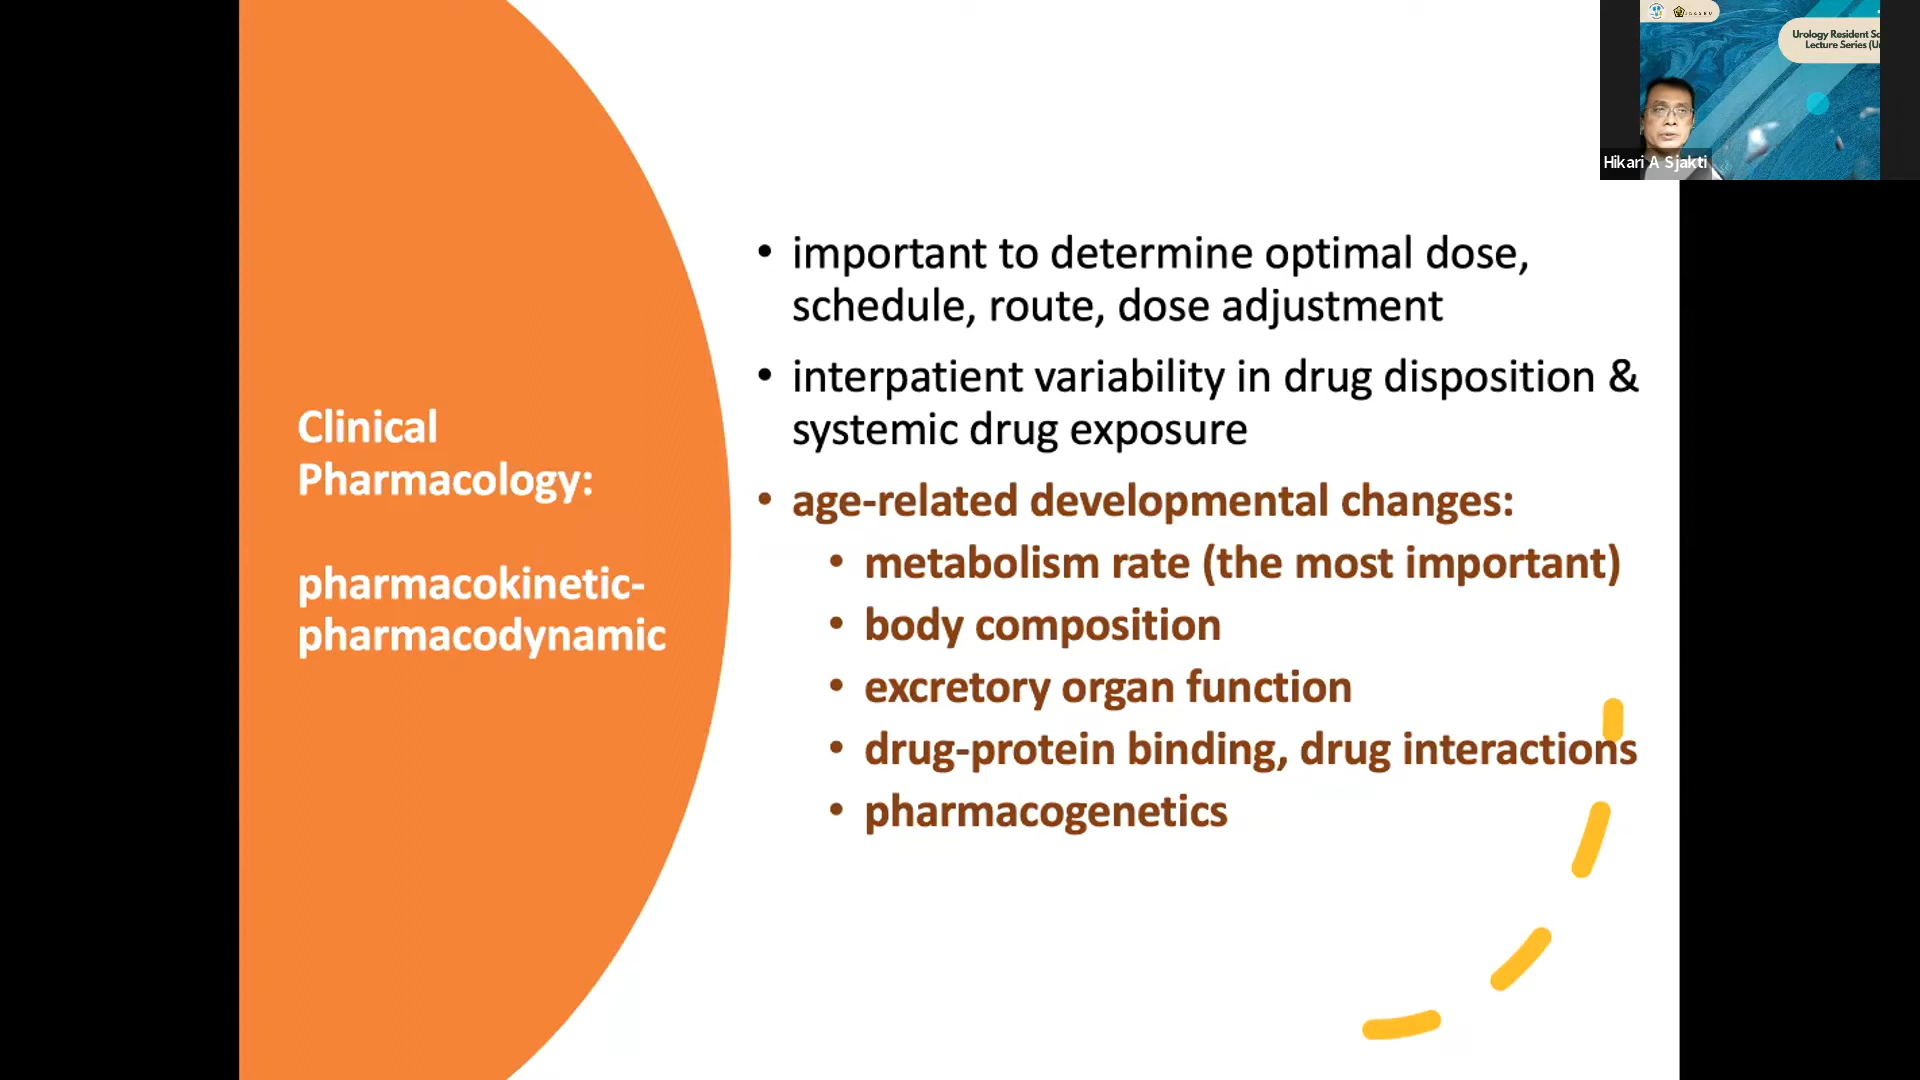 Clinical
Pharmacology:
pharmacokinetic-
pharmacodynamic
• important to determine optimal dose,
schedule, route, dose adjustment
• interpatient variability in drug disposition &
systemic drug exposure
• age-related developmental changes:
• metabolism rate (the most important)
• body composition
• excretory organ function
• drug-protein binding, drug interactions
• pharmacogenetics
Urology Resident
Lecture Series
Hikari A Sjakti